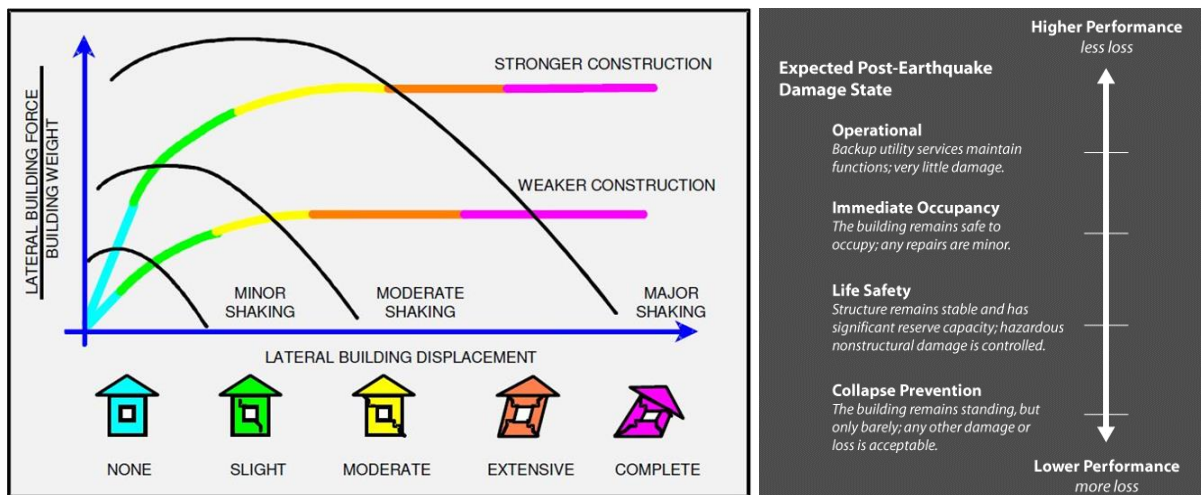 LATERAL BUILDING FORCE
BUILDING WEIGHT
STRONGER CONSTRUCTION
WEAKER CONSTRUCTION
MINOR
SHAKING
MODERATE
SHAKING
MAJOR
SHAKING
LATERAL BUILDING DISPLACEMENT
NONE
SLIGHT
MODERATE
EXTENSIVE
COMPLETE
Higher Performance
less loss
Expected Post-Earthquake
Damage State
Operational
Backup utility services maintain
functions; very little damage.
Immediate Occupancy
The building remains safe to
occupy; any repairs are minor.
Life Safety
Structure remains stable and has
significant reserve capacity; hazardous
nonstructural damage is controlled.
Collapse Prevention
The building remains standing, but
only barely; any other damage or
loss is acceptable.
Lower Performance
more loss